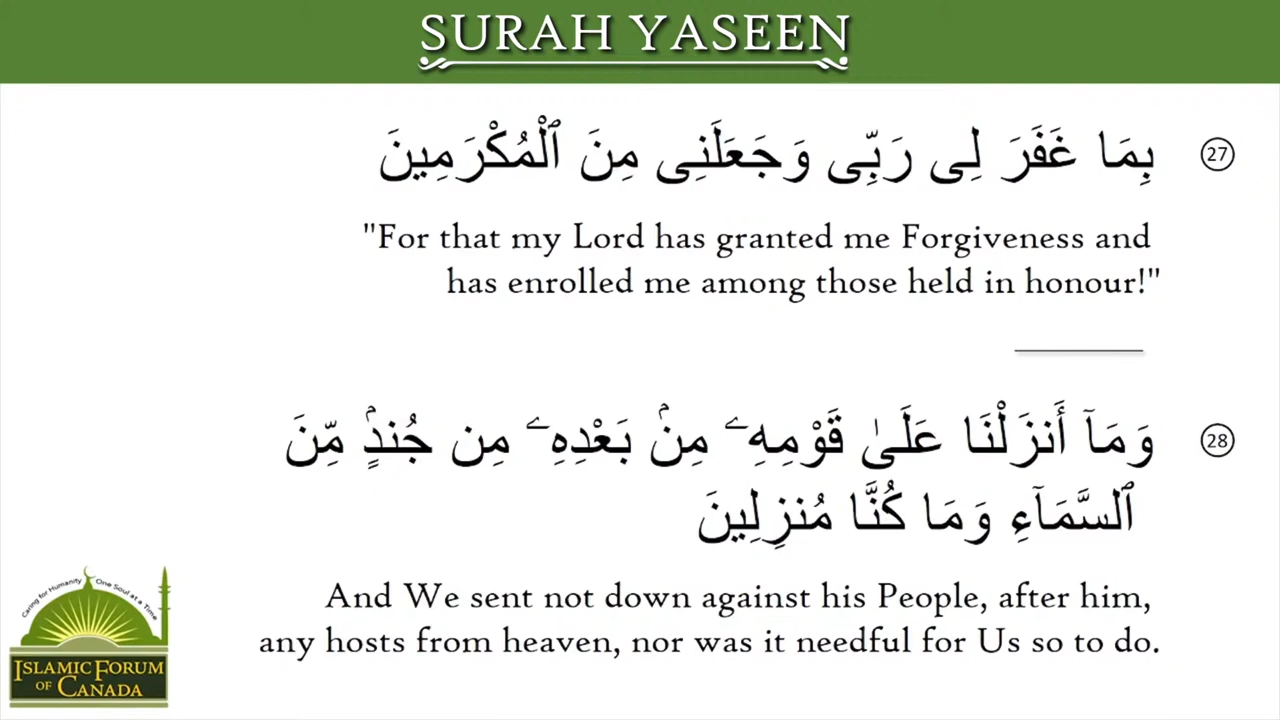 SURAH YASEEN
بِمَا غَفَرَ لِى رَبِّى وَجَعَلَنِى مِنَ ٱلْمُكْرَمِينَ 27
"For that my Lord has granted me Forgiveness and
has enrolled me among those held in honour!"
وَمَآ أَنزَلْنَا عَلَىٰ قَوْمِهِۦ مِنۢ بَعْدِهِۦ مِن جُندٍۢ مِّنَ 28
ٱلسَّمَآءِ وَمَا كُنَّا مُنزِلِينَ
And We sent not down against his People, after him,
any hosts from heaven, nor was it needful for Us so to do.
Caring for Humanity One Soul at a Time
ISLAMIC FORUM
OF CANADA